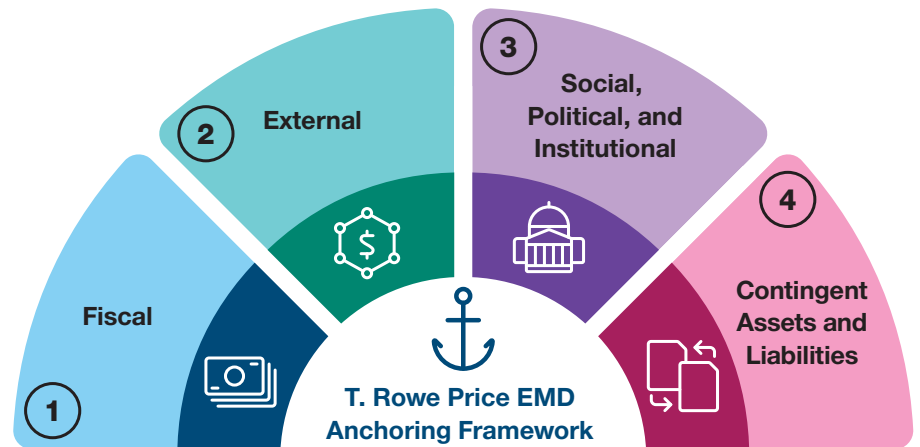 1
Fiscal
2
External
$
3
Social,
Political, and
Institutional
4
Contingent
Assets and
Liabilities
T. Rowe Price EMD
Anchoring Framework